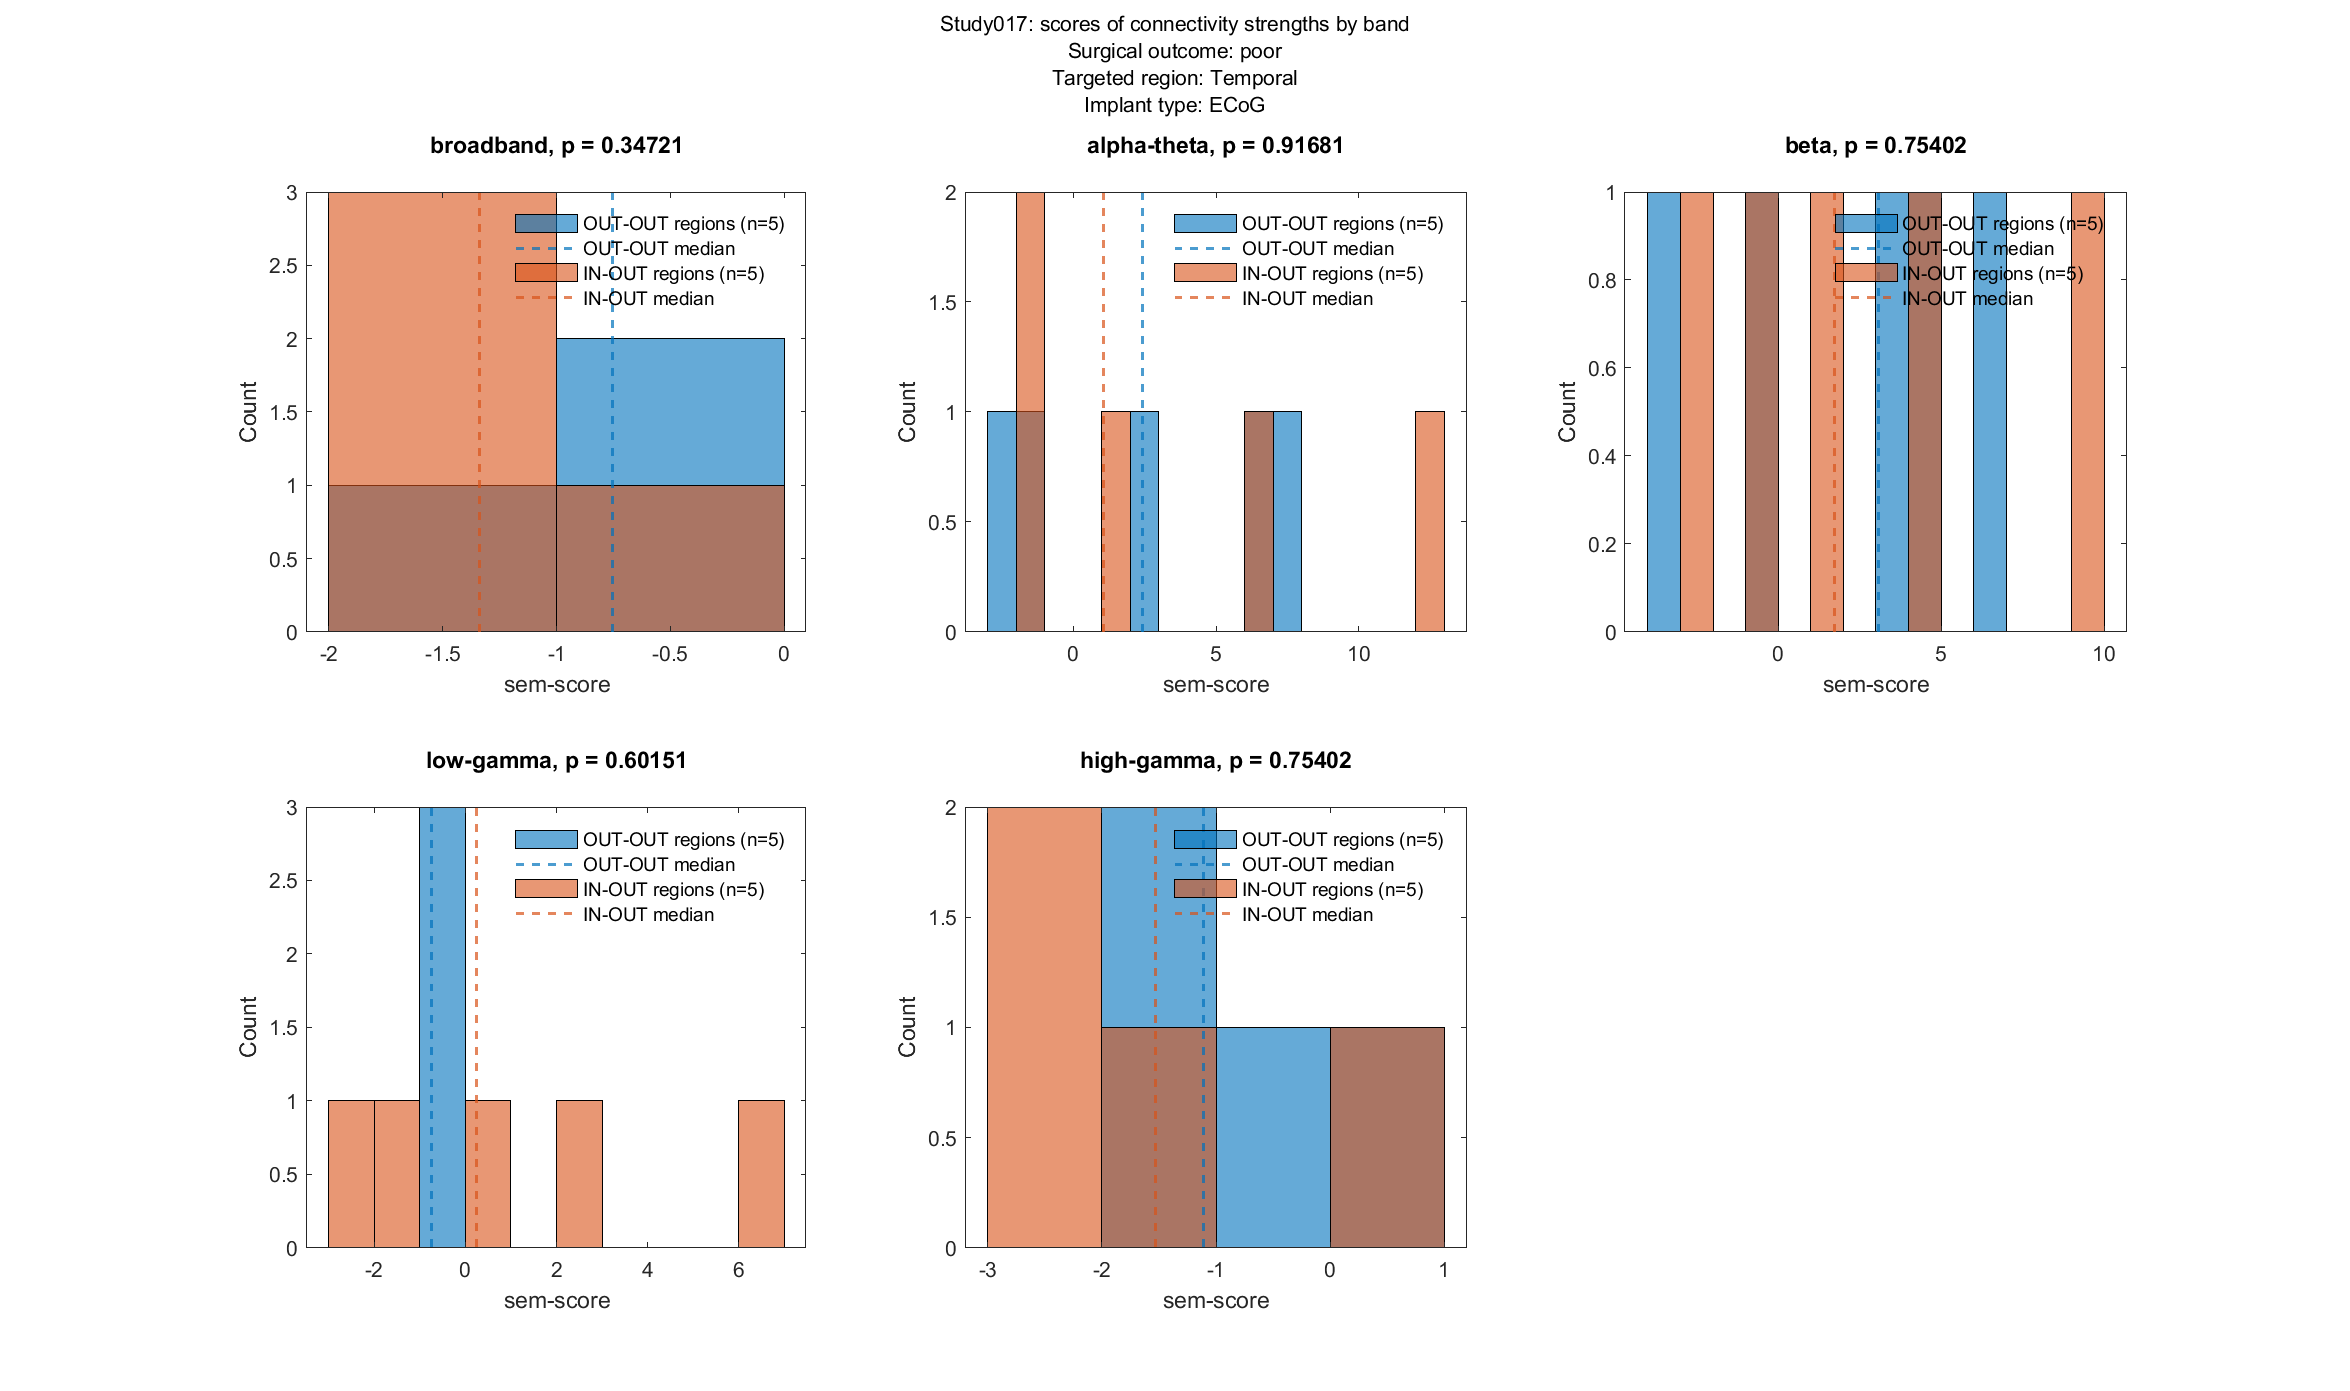 Study017: scores of connectivity strengths by band
Surgical outcome: poor
Targeted region: Temporal
Implant type: ECoG
broadband, p = 0.34721
3
2.5
2
1.5
1
0.5
0
Count
-2 -1.5 -1 -0.5 0
sem-score
OUT-OUT regions (n=5)
OUT-OUT median
IN-OUT regions (n=5)
IN-OUT median
alpha-theta, p = 0.91681
2
1.5
1
0.5
0
Count
0 5 10
sem-score
OUT-OUT regions (n=5)
OUT-OUT median
IN-OUT regions (n=5)
IN-OUT median
beta, p = 0.75402
1
0.8
0.6
0.4
0.2
0
Count
0 5 10
sem-score
OUT-OUT regions (n=5)
OUT-OUT median
IN-OUT regions (n=5)
IN-OUT median
low-gamma, p = 0.60151
3
2.5
2
1.5
1
0.5
0
Count
-2 0 2 4 6
sem-score
OUT-OUT regions (n=5)
OUT-OUT median
IN-OUT regions (n=5)
IN-OUT median
high-gamma, p = 0.75402
2
1.5
1
0.5
0
Count
-3 -2 -1 0 1
sem-score
OUT-OUT regions (n=5)
OUT-OUT median
IN-OUT regions (n=5)
IN-OUT median